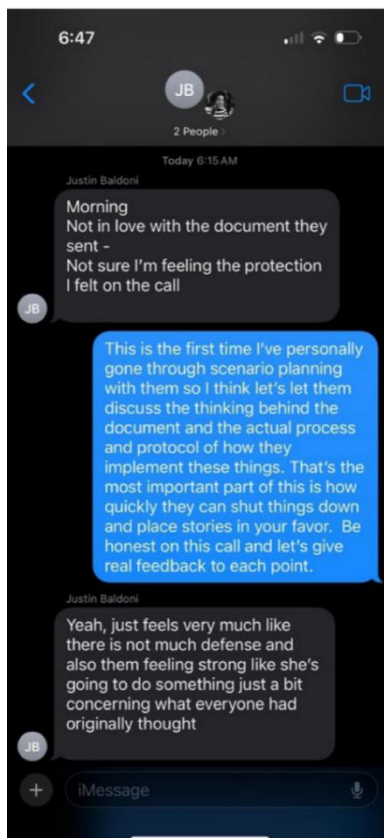 6:47
JB
2 People >
Today 6:15 AM
Justin Baldoni
Morning
Not in love with the document they
sent -
Not sure I'm feeling the protection
I felt on the call
JB
This is the first time I've personally
gone through scenario planning
with them so I think let's let them
discuss the thinking behind the
document and the actual process
and protocol of how they
implement these things. That's the
most important part of this is how
quickly they can shut things down
and place stories in your favor.  Be
honest on this call and let's give
real feedback to each point.
Justin Baldoni
Yeah, just feels very much like
there is not much defense and
also them feeling strong like she's
going to do something just a bit
concerning what everyone had
originally thought
JB
iMessage